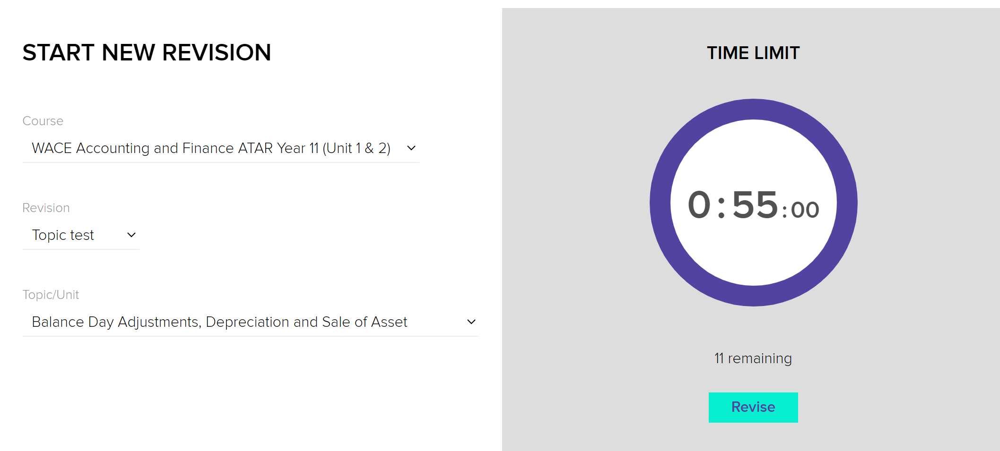 START NEW REVISION
Course
WACE Accounting and Finance ATAR Year 11 (Unit 1 & 2)
Revision
Topic test
Topic/Unit
Balance Day Adjustments, Depreciation and Sale of Asset
TIME LIMIT
0:55:00
11 remaining
Revise